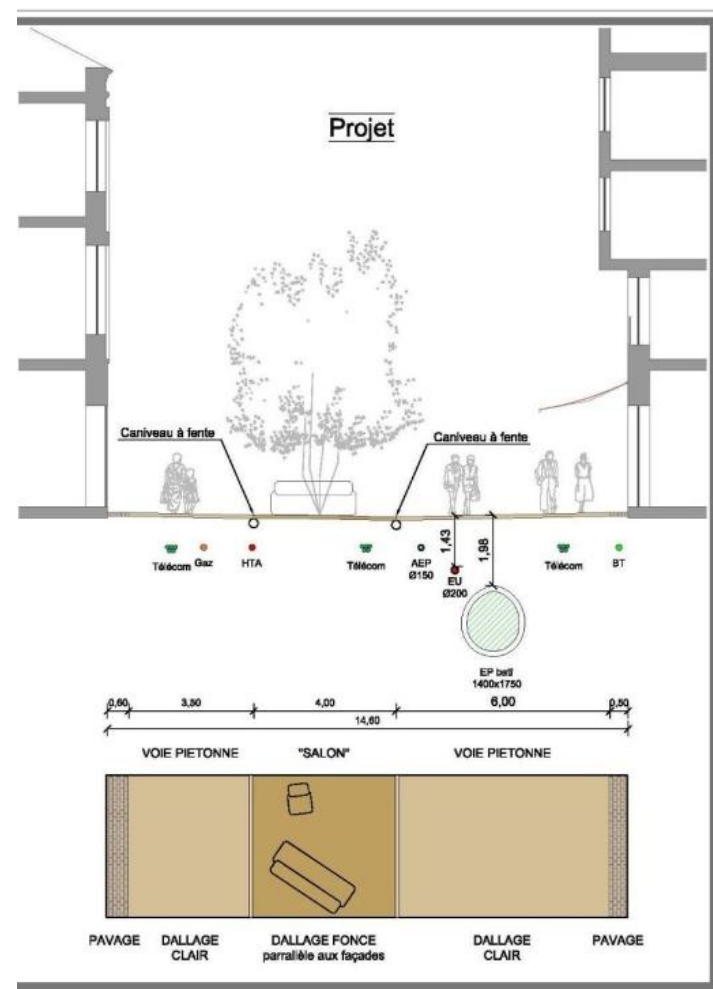 Projet
Caniveau à fente
Caniveau à fente
1,43
1,98
Télécom
Gaz
HTA
Télécom
AEP
Ø150
EU
Ø200
Télécom
BT
EP bati
1400x1750
0,60
3,50
4,00
6,00
0,50
14,60
VOIE PIETONNE
"SALON"
VOIE PIETONNE
PAVAGE
DALLAGE
CLAIR
DALLAGE FONCE
parralèle aux façades
DALLAGE
CLAIR
PAVAGE